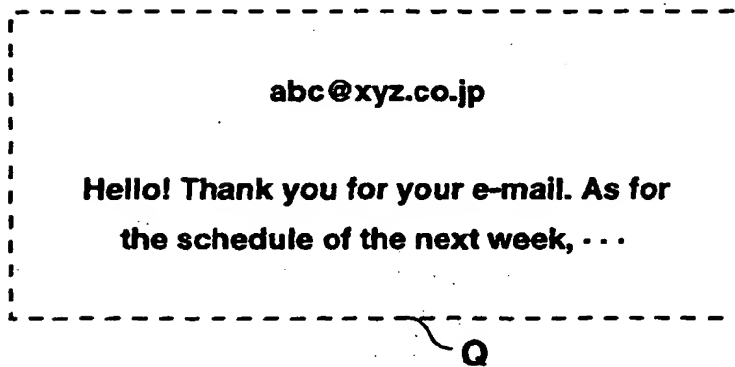 abc@xyz.co.jp
Hello! Thank you for your e-mail. As for
the schedule of the next week, ···
Q